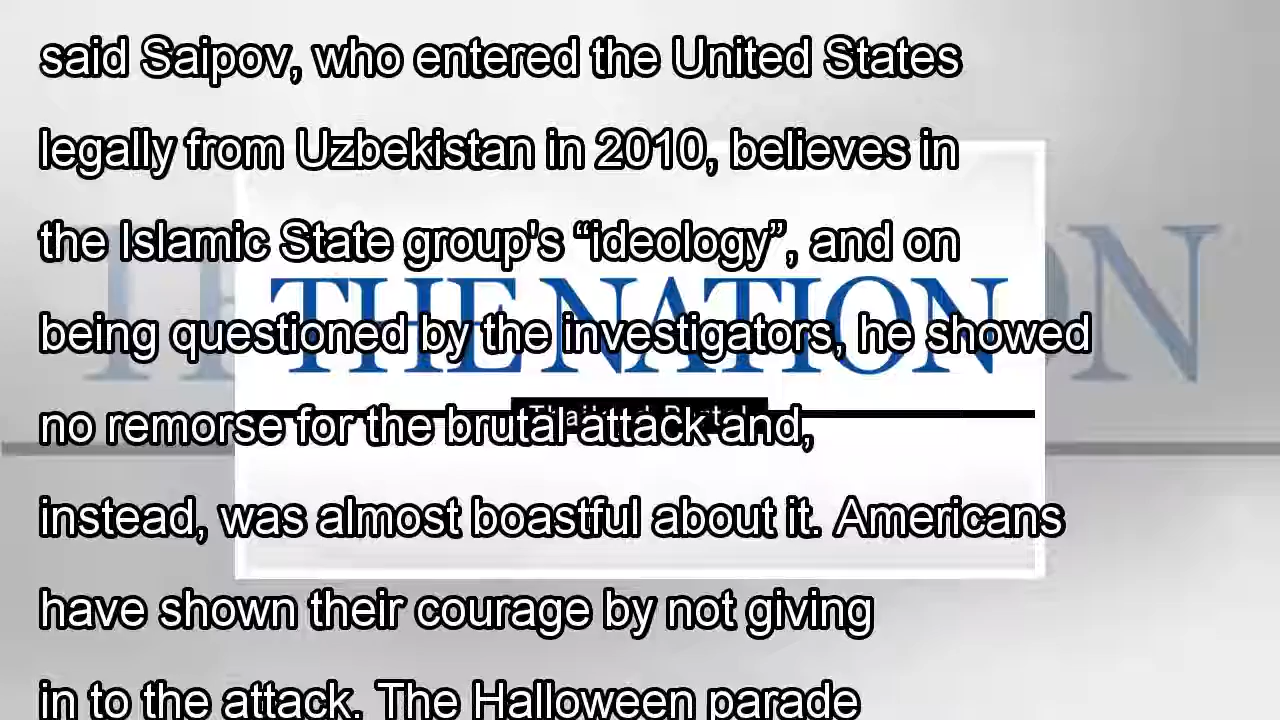 said Saipov, who entered the United States
legally from Uzbekistan in 2010, believes in
the Islamic State group's “ideology”, and on
THE NATION
being questioned by the investigators, he showed
Thailand Portal
no remorse for the brutal attack and,
instead, was almost boastful about it. Americans
have shown their courage by not giving
in to the attack. The Halloween parade